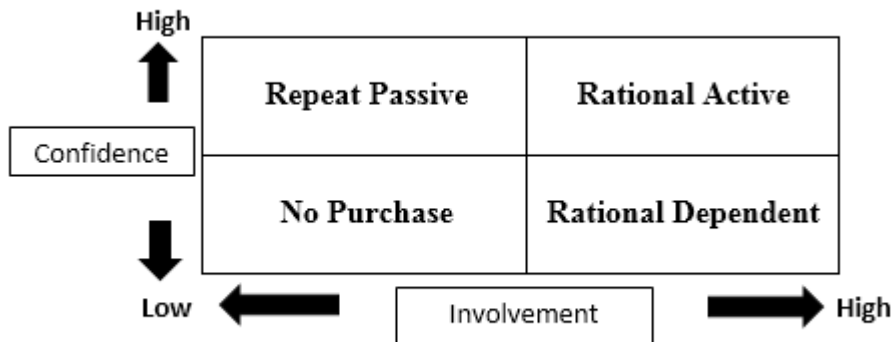 High
Repeat Passive
Rational Active
Confidence
No Purchase
Rational Dependent
Low
Involvement
High